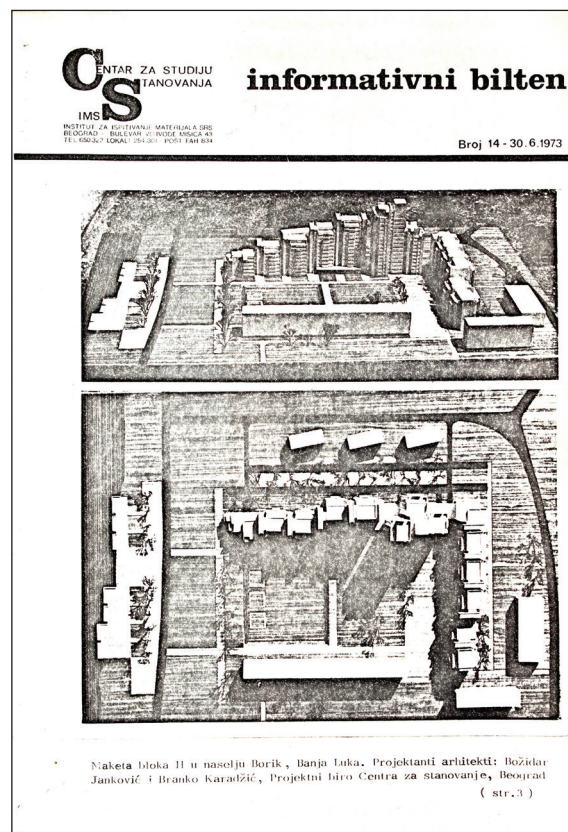 CENTAR ZA STUDIJU
STANOVANJA
IMS
INSTITUT ZA ISPITIVANJE MATERIJALA SRS
BEOGRAD - BULEVAR VOJVODE MIŠIĆA 43
TEL 650 322 LOKALI 254 301 POST FAH 834
informativni bilten
Broj 14 - 30.6.1973
Maketa bloka II u naselju Borik, Banja Luka. Projektanti arhitekti: Božidar
Janković i Branko Karadžić, Projektni biro Centra za stanovanje, Beograd
( str.3 )